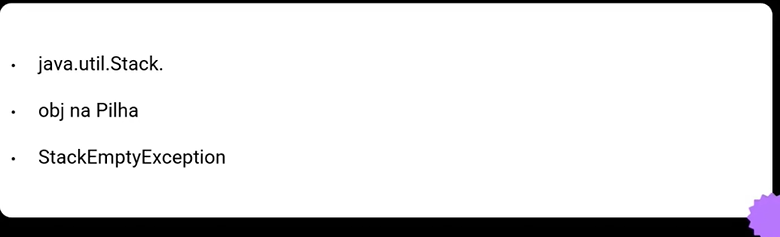 • java.util.Stack.
• obj na Pilha
• StackEmptyException